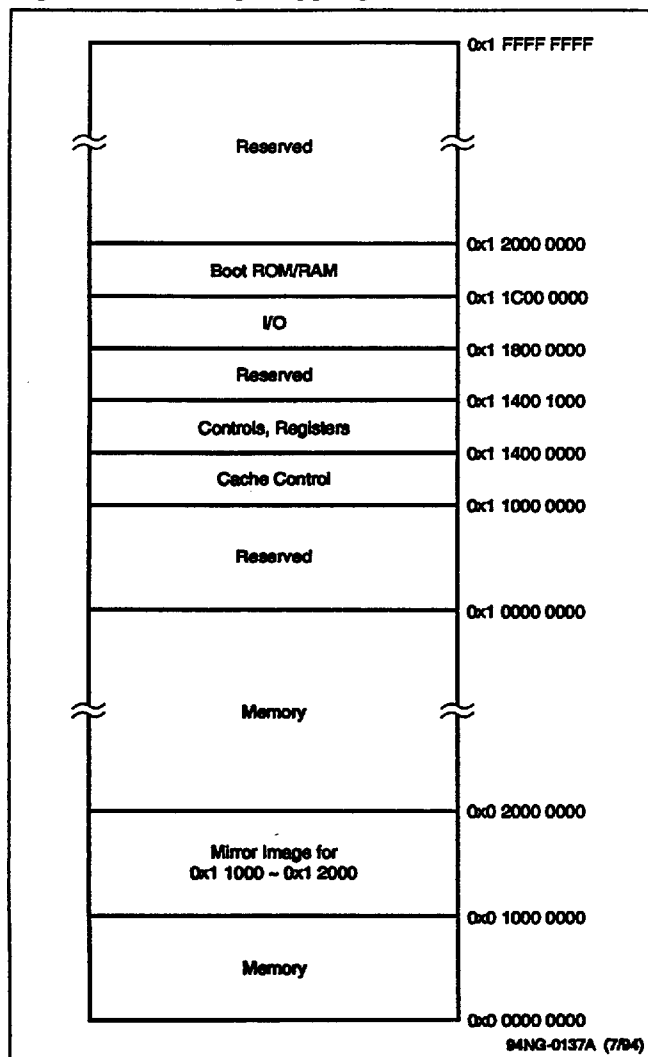 0x1 FFFF FFFF
Reserved
0x1 2000 0000
Boot ROM/RAM
0x1 1C00 0000
I/O
0x1 1800 0000
Reserved
0x1 1400 1000
Controls, Registers
0x1 1400 0000
Cache Control
0x1 1000 0000
Reserved
0x1 0000 0000
Memory
0x0 2000 0000
Mirror Image for
0x1 1000 ~ 0x1 2000
0x0 1000 0000
Memory
0x0 0000 0000
94NG-0137A (7/94)